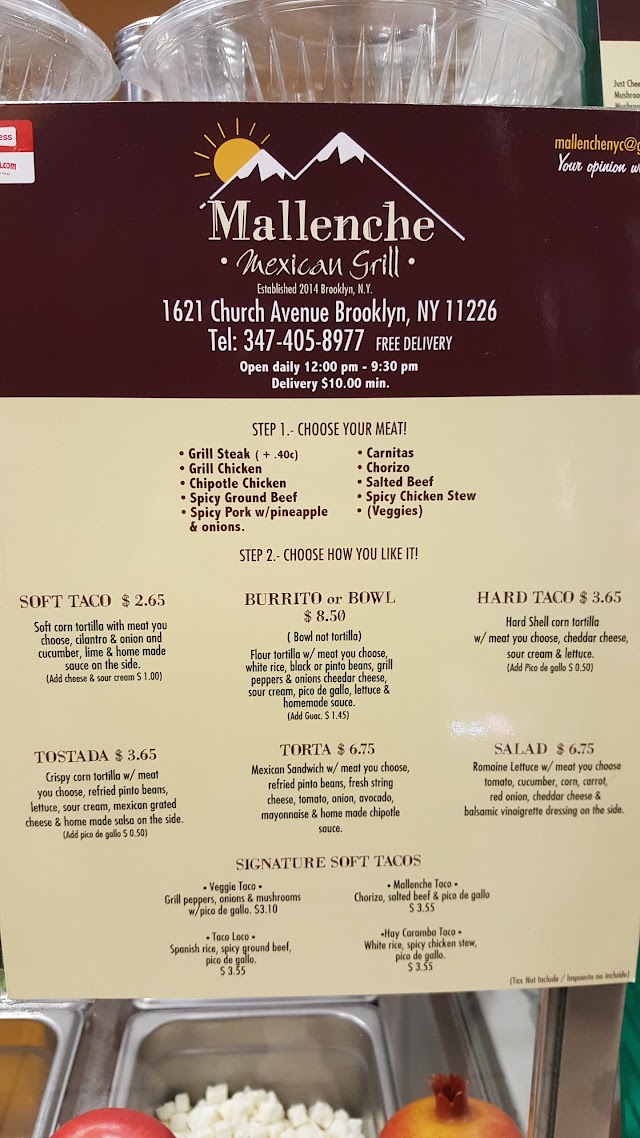 ess
.com
Just Chee
Mushroo
mallenchenyc@g
Your opinion w
Mallenche
• Mexican Grill •
Established 2014 Brooklyn, N.Y.
1621 Church Avenue Brooklyn, NY 11226
Tel: 347-405-8977 FREE DELIVERY
Open daily 12:00 pm - 9:30 pm
Delivery $10.00 min.
STEP 1.- CHOOSE YOUR MEAT!
• Grill Steak ( + .40¢)
• Grill Chicken
• Chipotle Chicken
• Spicy Ground Beef
• Spicy Pork w/pineapple
& onions.
• Carnitas
• Chorizo
• Salted Beef
• Spicy Chicken Stew
• (Veggies)
STEP 2.- CHOOSE HOW YOU LIKE IT!
SOFT TACO $ 2.65
Soft corn tortilla with meat you
choose, cilantro & onion and
cucumber, lime & home made
sauce on the side.
(Add cheese & sour cream $ 1.00)
BURRITO or BOWL
$ 8.50
( Bowl not tortilla)
Flour tortilla w/ meat you choose,
white rice, black or pinto beans, grill
peppers & onions cheedar cheese,
sour cream, pico de gallo, lettuce &
homemade sauce.
(Add Guac. $ 1.45)
HARD TACO $ 3.65
Hard Shell corn tortilla
w/ meat you choose, cheddar cheese,
sour cream & lettuce.
(Add Pico de gallo $ 0.50)
TOSTADA $ 3.65
Crispy corn tortilla w/ meat
you choose, refried pinto beans,
lettuce, sour cream, mexican grated
cheese & home made salsa on the side.
(Add pico de gallo $ 0.50)
TORTA $ 6.75
Mexican Sandwich w/ meat you choose,
refried pinto beans, fresh string
cheese, tomato, onion, avocado,
mayonnaise & home made chipotle
sauce.
SALAD $ 6.75
Romaine Lettuce w/ meat you choose
tomato, cucumber, corn, carrot,
red onion, cheddar cheese &
balsamic vinaigrette dressing on the side.
SIGNATURE SOFT TACOS
• Veggie Taco •
Grill peppers, onions & mushrooms
w/pico de gallo. $3.10
• Mallenche Taco •
Chorizo, salted beef & pico de gallo
$ 3.55
• Taco Loco •
Spanish rice, spicy ground beef,
pico de gallo.
$ 3.55
•Hay Caramba Taco •
White rice, spicy chicken stew,
pico de gallo.
$ 3.55
(Tax Not Include / Impuesto no incluido)